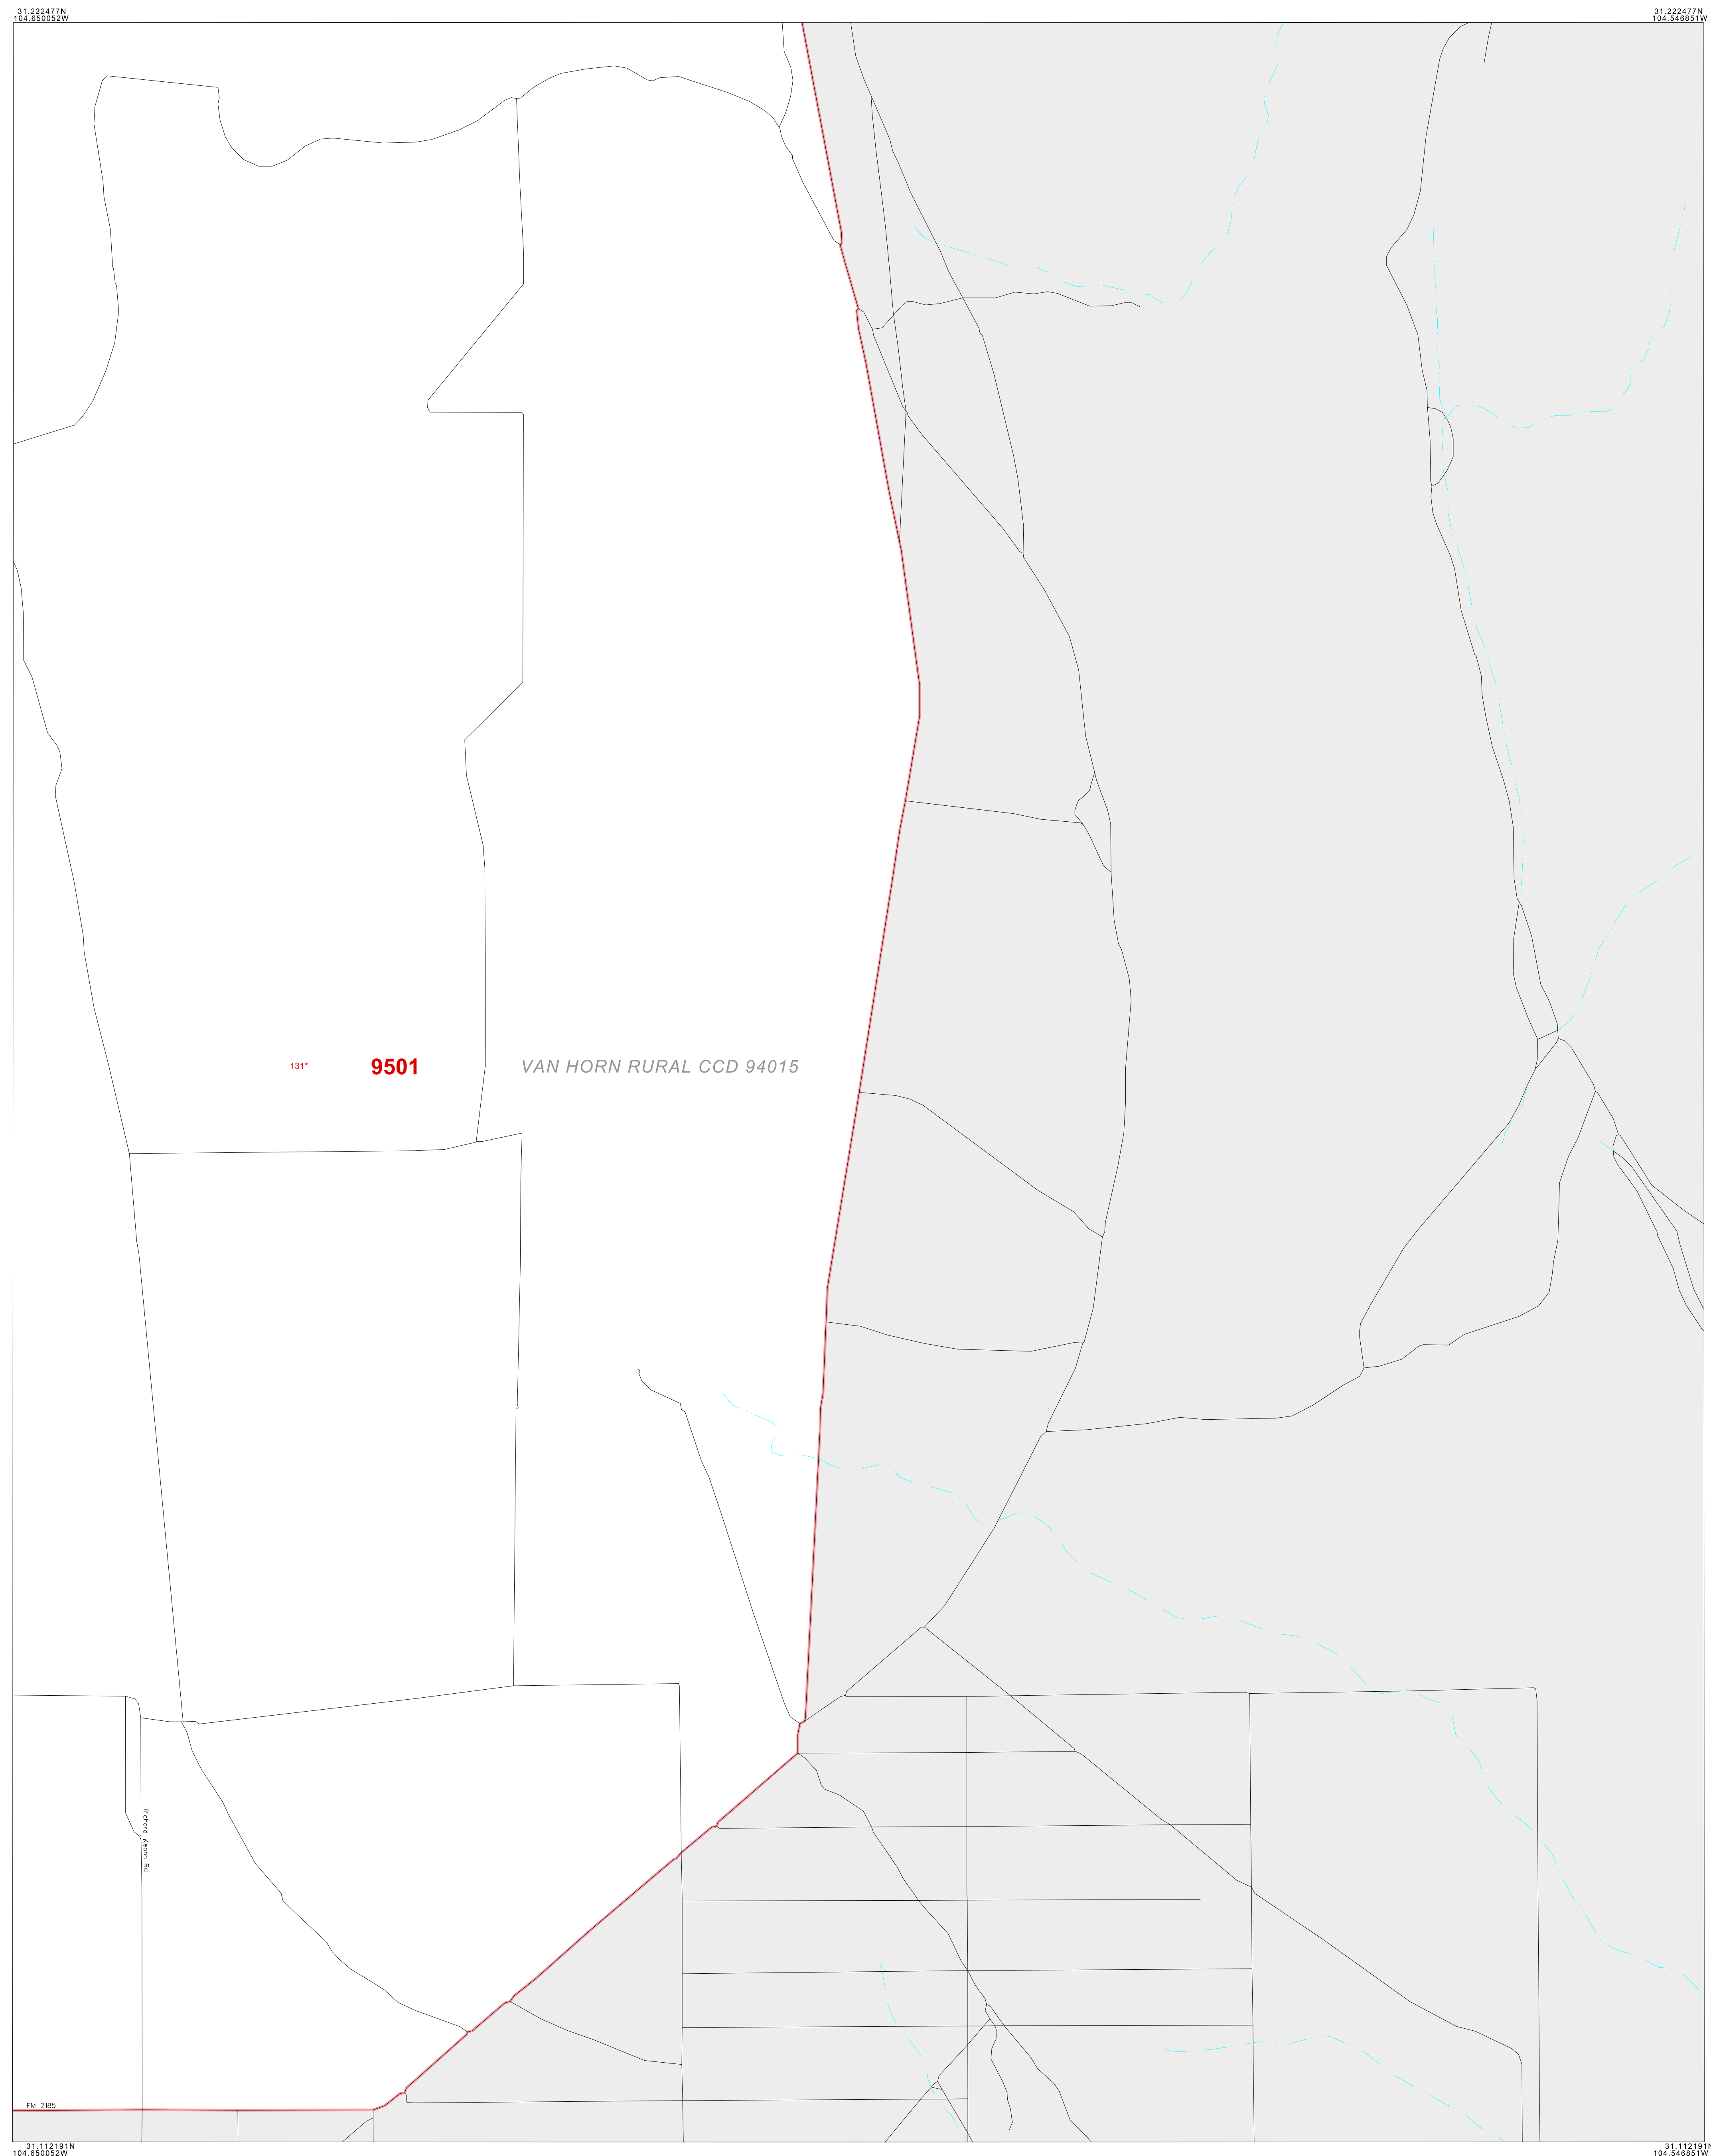 31.222477N
104.650052W
31.222477N
104.546851W
131*
9501
VAN HORN RURAL CCD 94015
Richard Keahn Rd
FM 2185
31.112191N
104.650052W
31.112191N
104.546851W